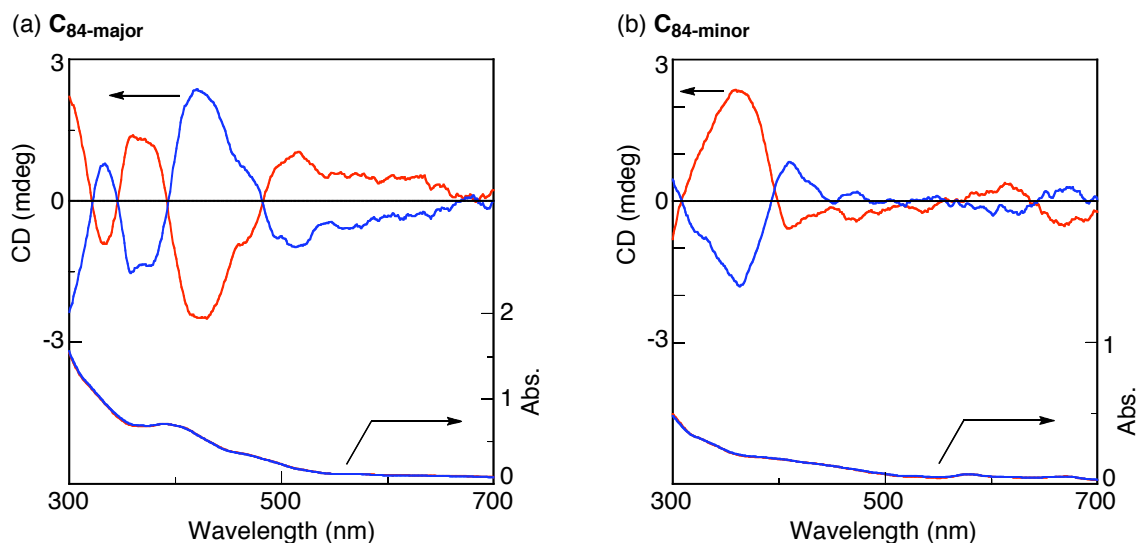 (a) C84-major
3
0
-3
CD (mdeg)
2
1
0
Abs.
300
500
700
Wavelength (nm)
(b) C84-minor
3
0
-3
CD (mdeg)
1
0
Abs.
300
500
700
Wavelength (nm)